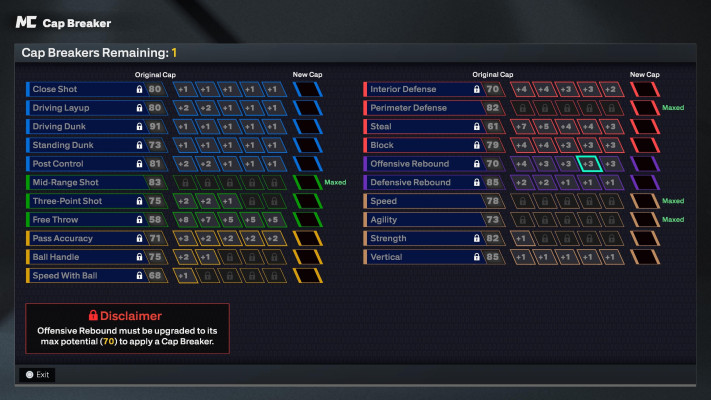 MC Cap Breaker
Cap Breakers Remaining: 1
Original Cap New Cap
Close Shot 80 +1 +1 +1 +1 +1
Driving Layup 80 +2 +2 +1 +1 +1
Driving Dunk 91 +1 +1 +1 +1 +1
Standing Dunk 73 +1 +1 +1 +1 +1
Post Control 81 +2 +2 +1 +1 +1
Mid-Range Shot 83 Maxed
Three-Point Shot 75 +2 +2 +1
Free Throw 58 +8 +7 +5 +5 +5
Pass Accuracy 71 +3 +2 +2 +2 +2
Ball Handle 75 +2 +1
Speed With Ball 68 +1
Original Cap New Cap
Interior Defense 70 +4 +4 +3 +3 +2
Perimeter Defense 82 Maxed
Steal 61 +7 +5 +4 +4 +3
Block 79 +4 +4 +3 +3 +3
Offensive Rebound 70 +4 +3 +3 +3 +3
Defensive Rebound 85 +2 +2 +1 +1 +1
Speed 78 Maxed
Agility 73 Maxed
Strength 82 +1
Vertical 85 +1 +1 +1 +1 +1
Disclaimer
Offensive Rebound must be upgraded to its
max potential (70) to apply a Cap Breaker.
Exit